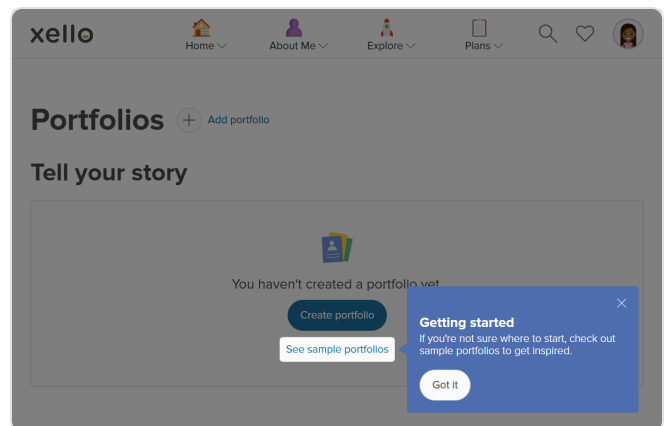 xello
Home
About Me
Explore
Plans
Portfolios
Add portfolio
Tell your story
You haven't created a portfolio yet
Create portfolio
See sample portfolios
Getting started
If you're not sure where to start, check out
sample portfolios to get inspired.
Got it